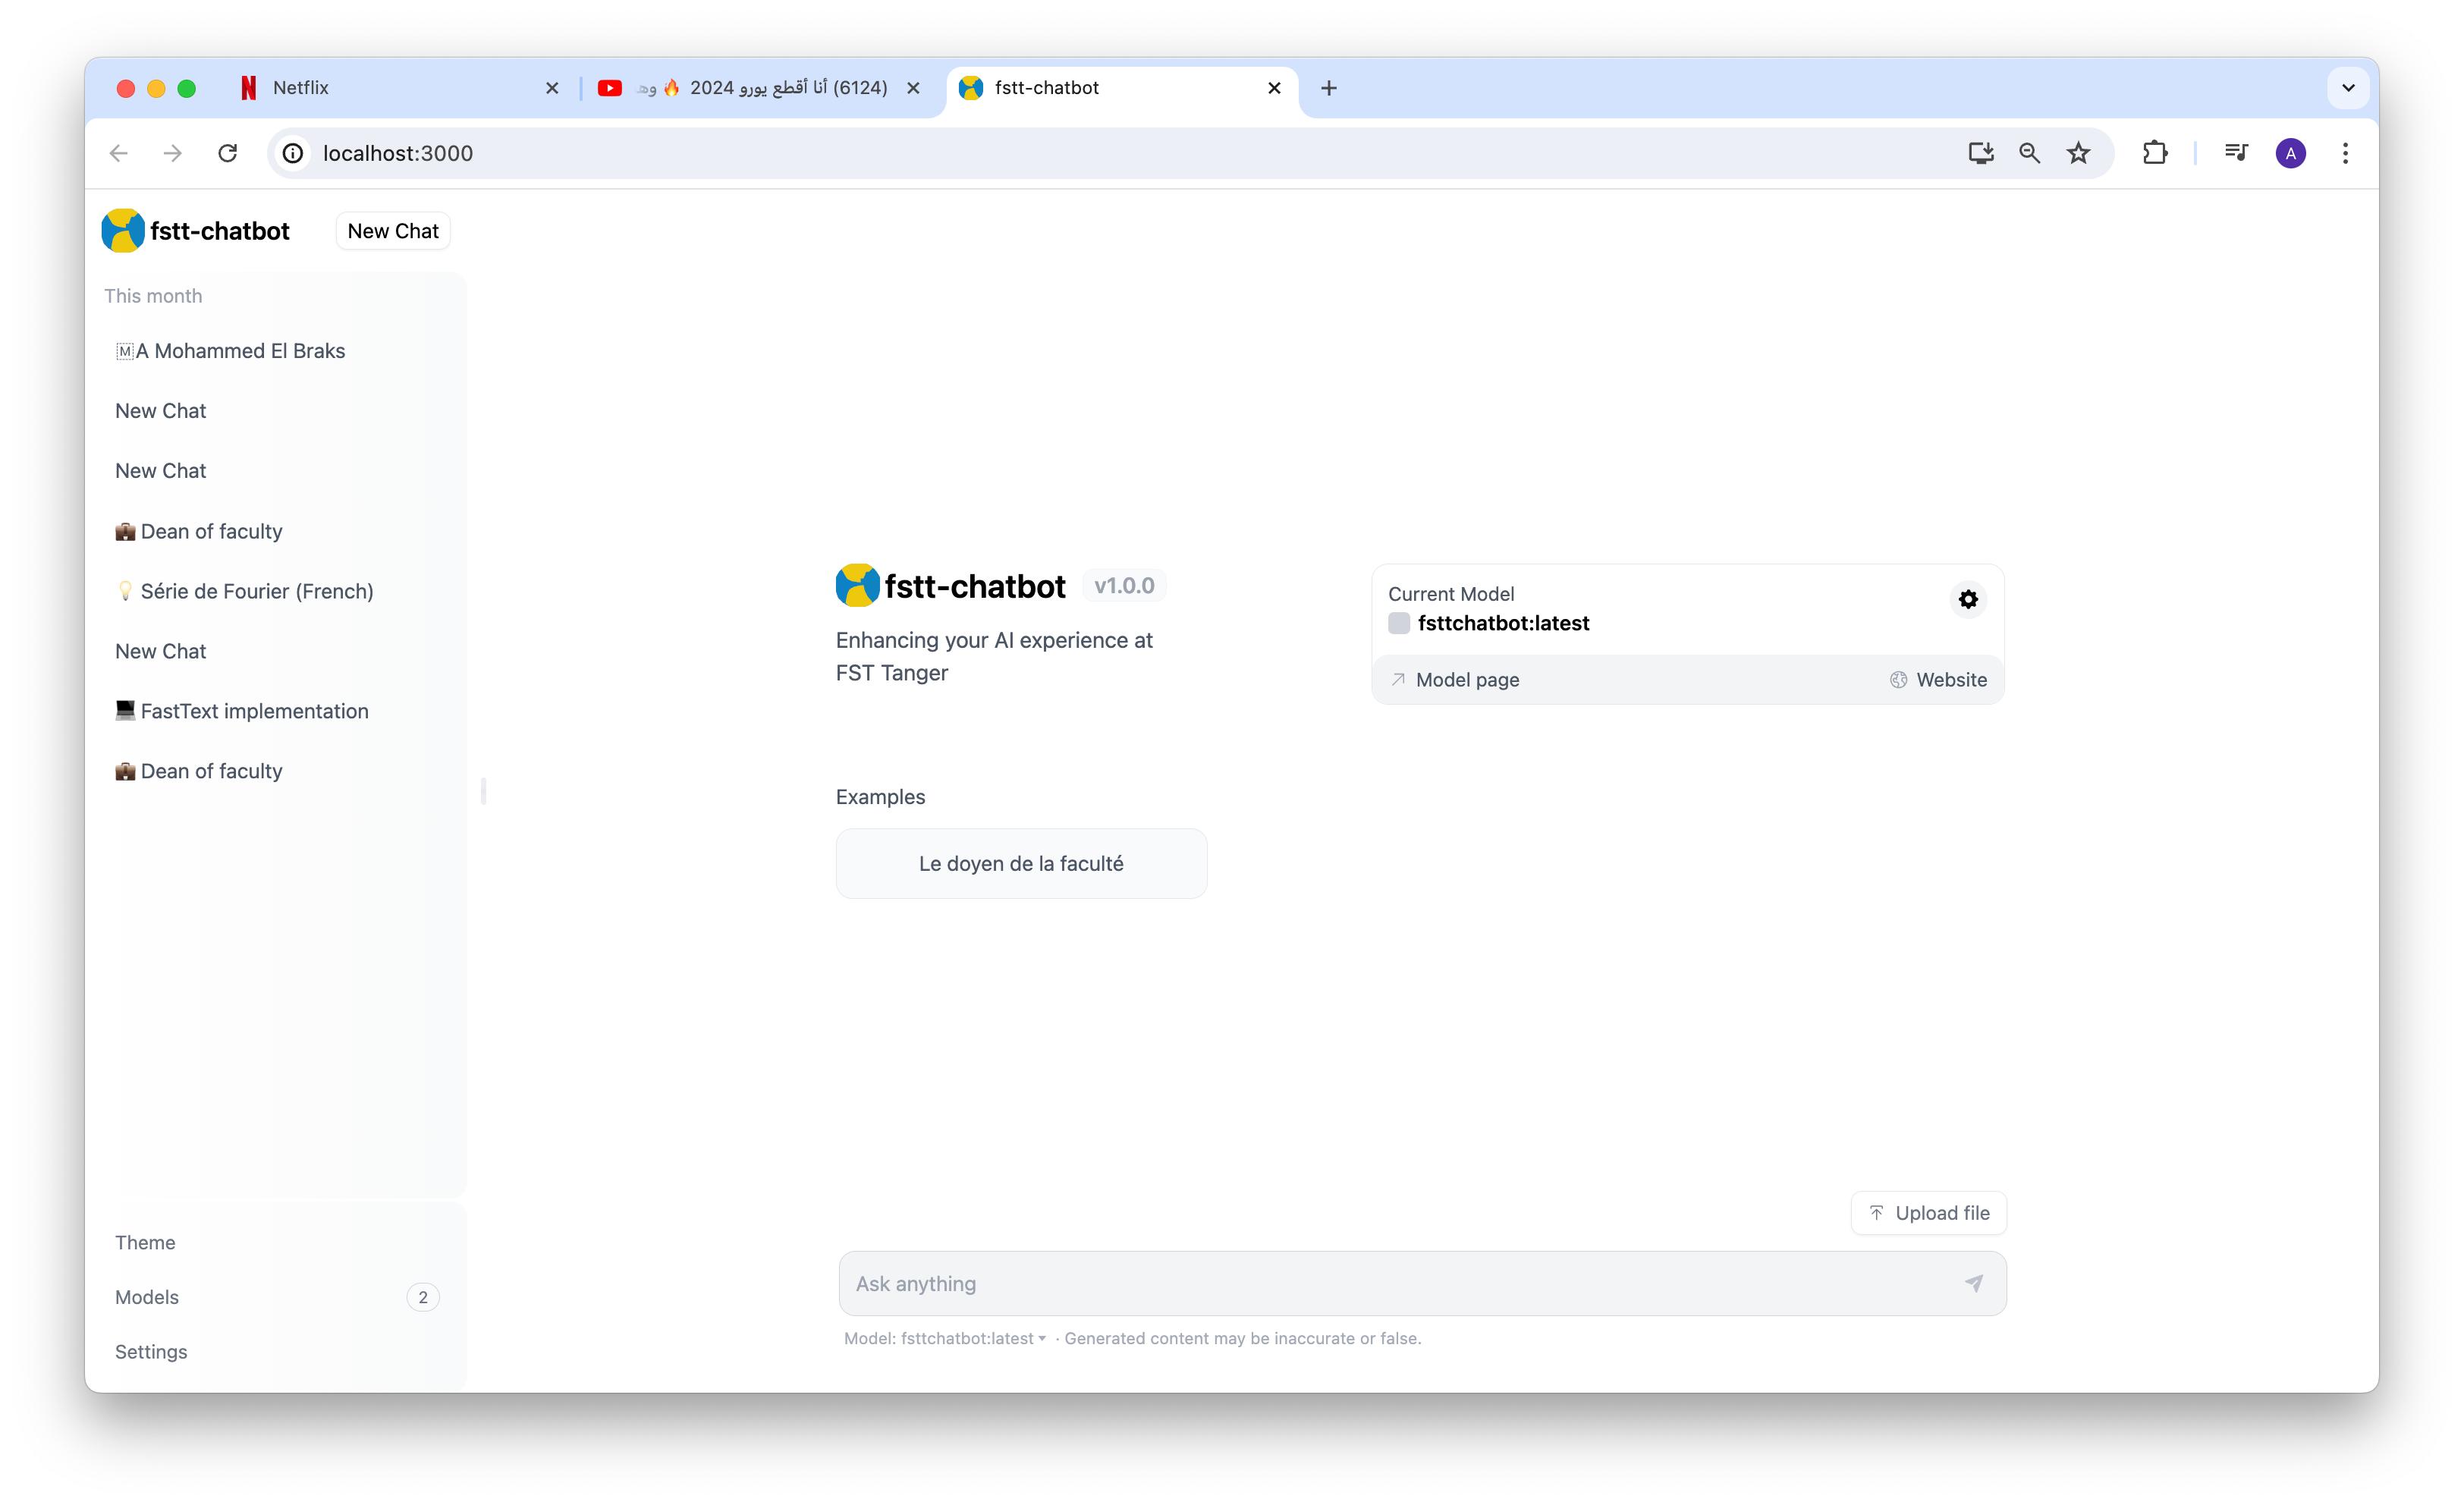 Netflix
(6124) أنا أقطع يورو 2024 🔥 وهـ
fstt-chatbot
localhost:3000
A
fstt-chatbot
New Chat
This month
🄼A Mohammed El Braks
New Chat
New Chat
💼 Dean of faculty
💡 Série de Fourier (French)
New Chat
💻 FastText implementation
💼 Dean of faculty
Theme
Models
2
Settings
fstt-chatbot
v1.0.0
Enhancing your AI experience at
FST Tanger
Current Model
fsttchatbot:latest
Model page
Website
Examples
Le doyen de la faculté
Upload file
Ask anything
Model: fsttchatbot:latest · Generated content may be inaccurate or false.